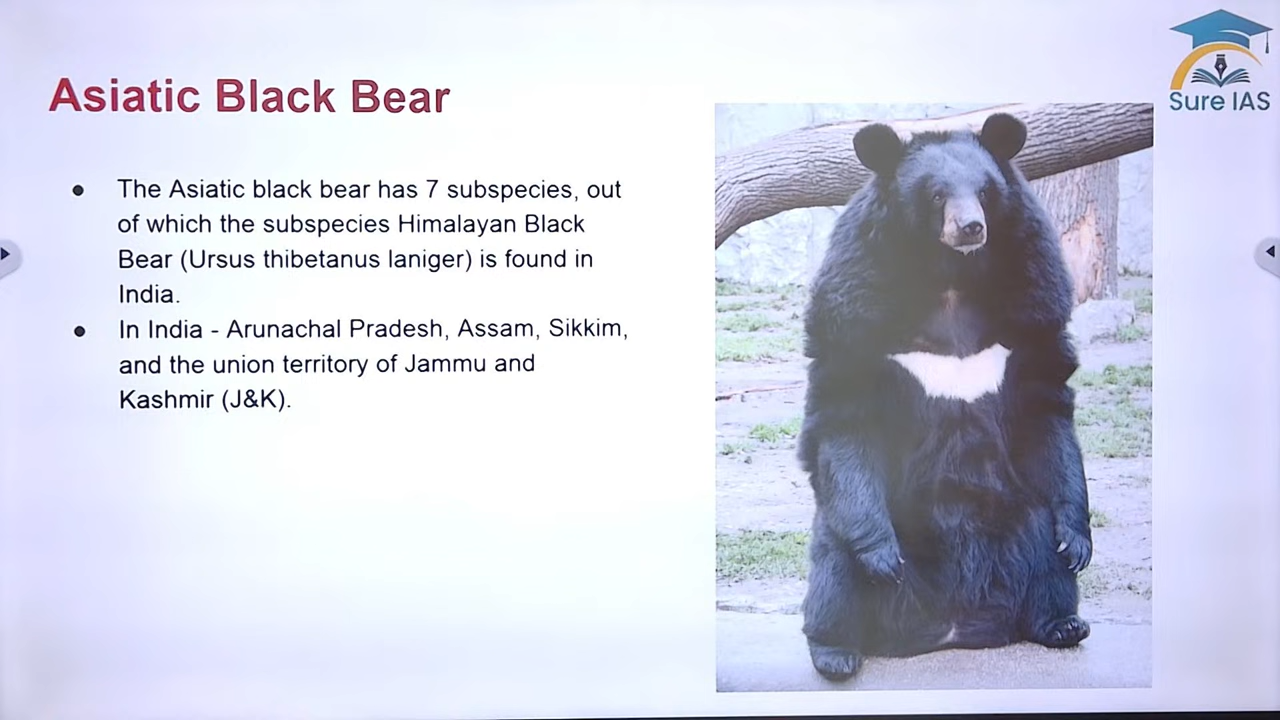 Sure IAS
Asiatic Black Bear
● The Asiatic black bear has 7 subspecies, out
of which the subspecies Himalayan Black
Bear (Ursus thibetanus laniger) is found in
India.
● In India - Arunachal Pradesh, Assam, Sikkim,
and the union territory of Jammu and
Kashmir (J&K).